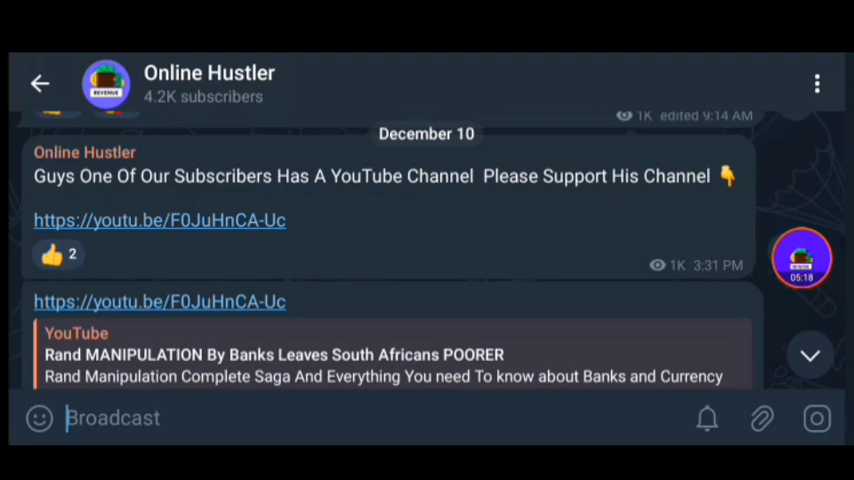 Online Hustler
REVENUE
4.2K subscribers
1K edited 9:14 AM
December 10
Online Hustler
Guys One Of Our Subscribers Has A YouTube Channel Please Support His Channel 👇
https://youtu.be/F0JuHnCA-Uc
👍 2
1K 3:31 PM
05:18
https://youtu.be/F0JuHnCA-Uc
YouTube
Rand MANIPULATION By Banks Leaves South Africans POORER
Rand Manipulation Complete Saga And Everything You need To know about Banks and Currency
Broadcast